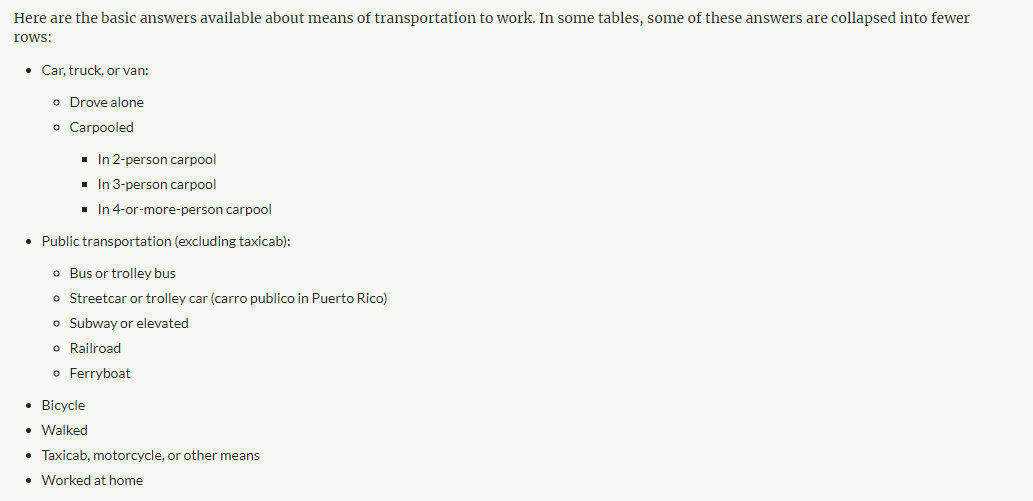 Here are the basic answers available about means of transportation to work. In some tables, some of these answers are collapsed into fewer
rows:
Car, truck, or van:
Drove alone
Carpooled
In 2-person carpool
In 3-person carpool
In 4-or-more-person carpool
Public transportation (excluding taxicab):
Bus or trolley bus
Streetcar or trolley car (carro publico in Puerto Rico)
Subway or elevated
Railroad
Ferryboat
Bicycle
Walked
Taxicab, motorcycle, or other means
Worked at home